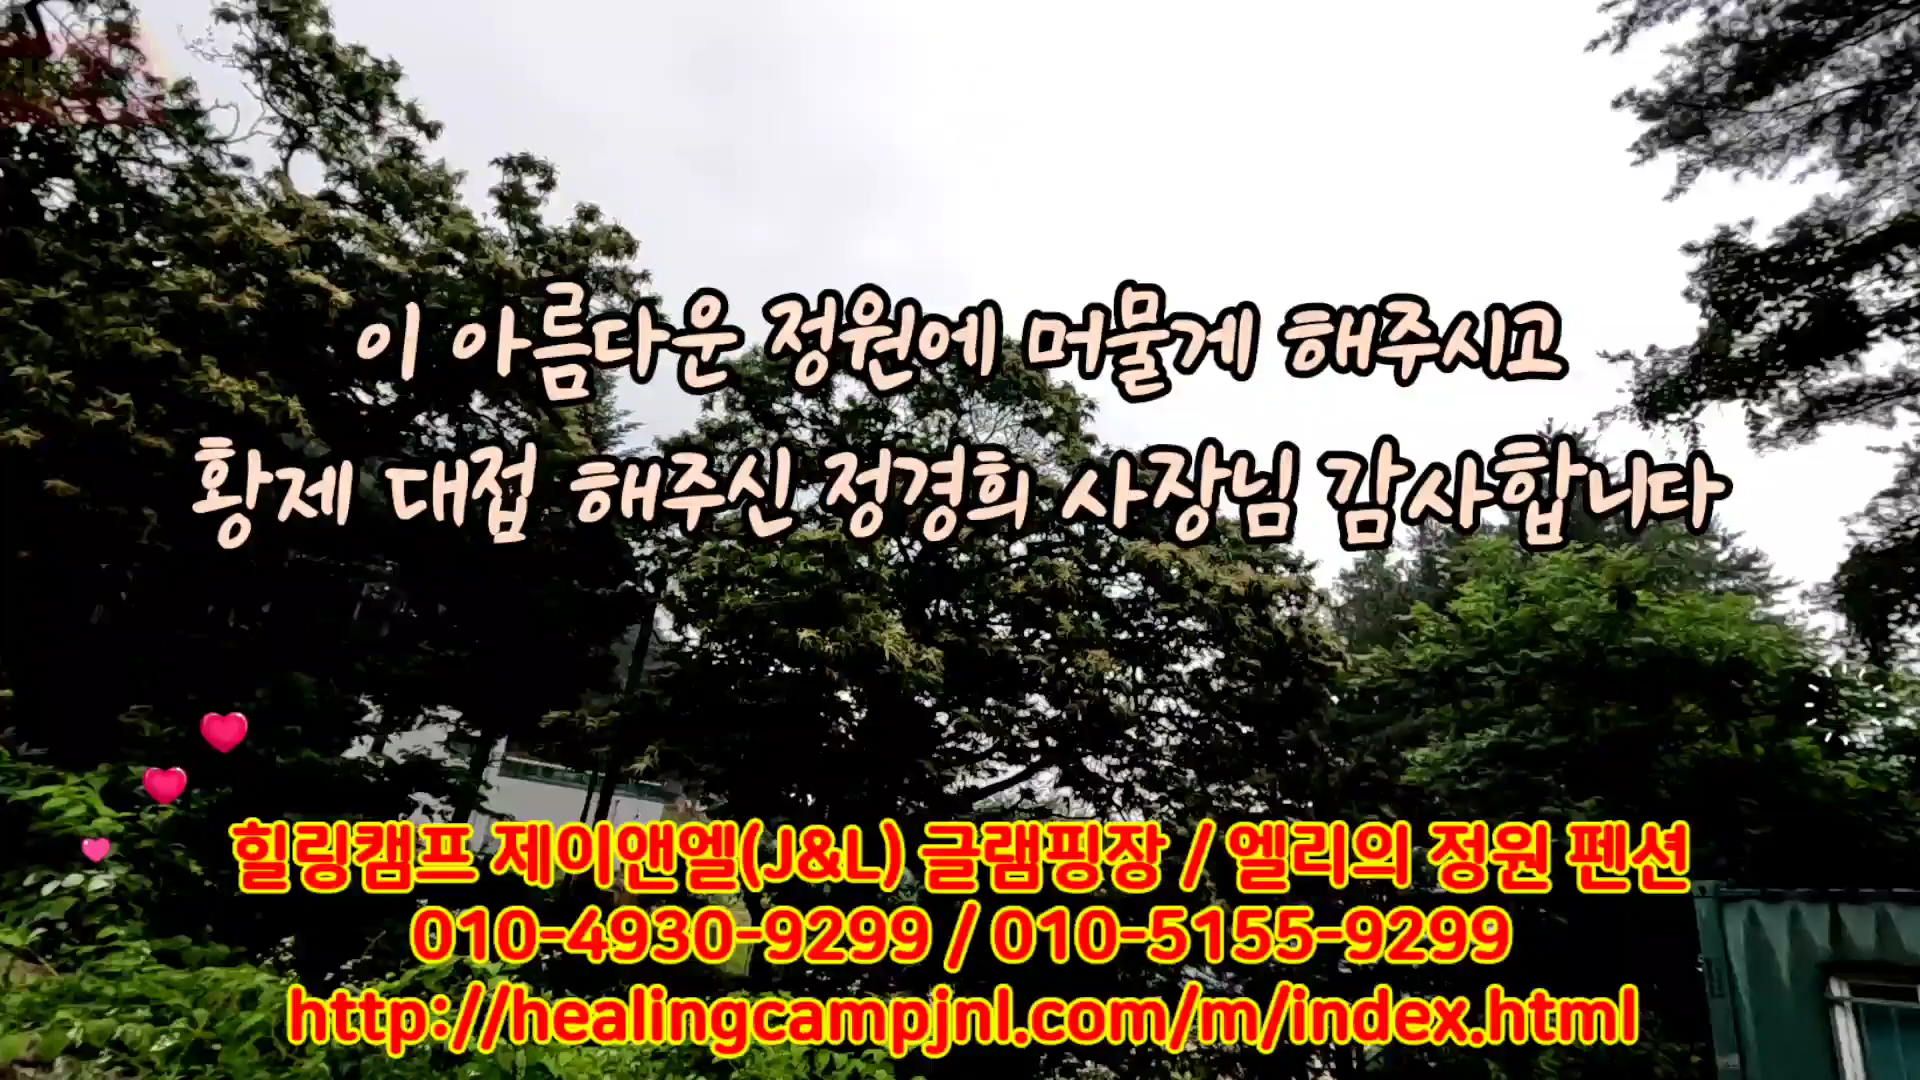 이 아름다운 정원에 머물게 해주시고
황제 대접 해주신 정경희 사장님 감사합니다
힐링캠프 제이앤엘(J&L) 글램핑장 / 엘리의 정원 펜션
010-4930-9299 / 010-5155-9299
http://healingcampjnl.com/m/index.html